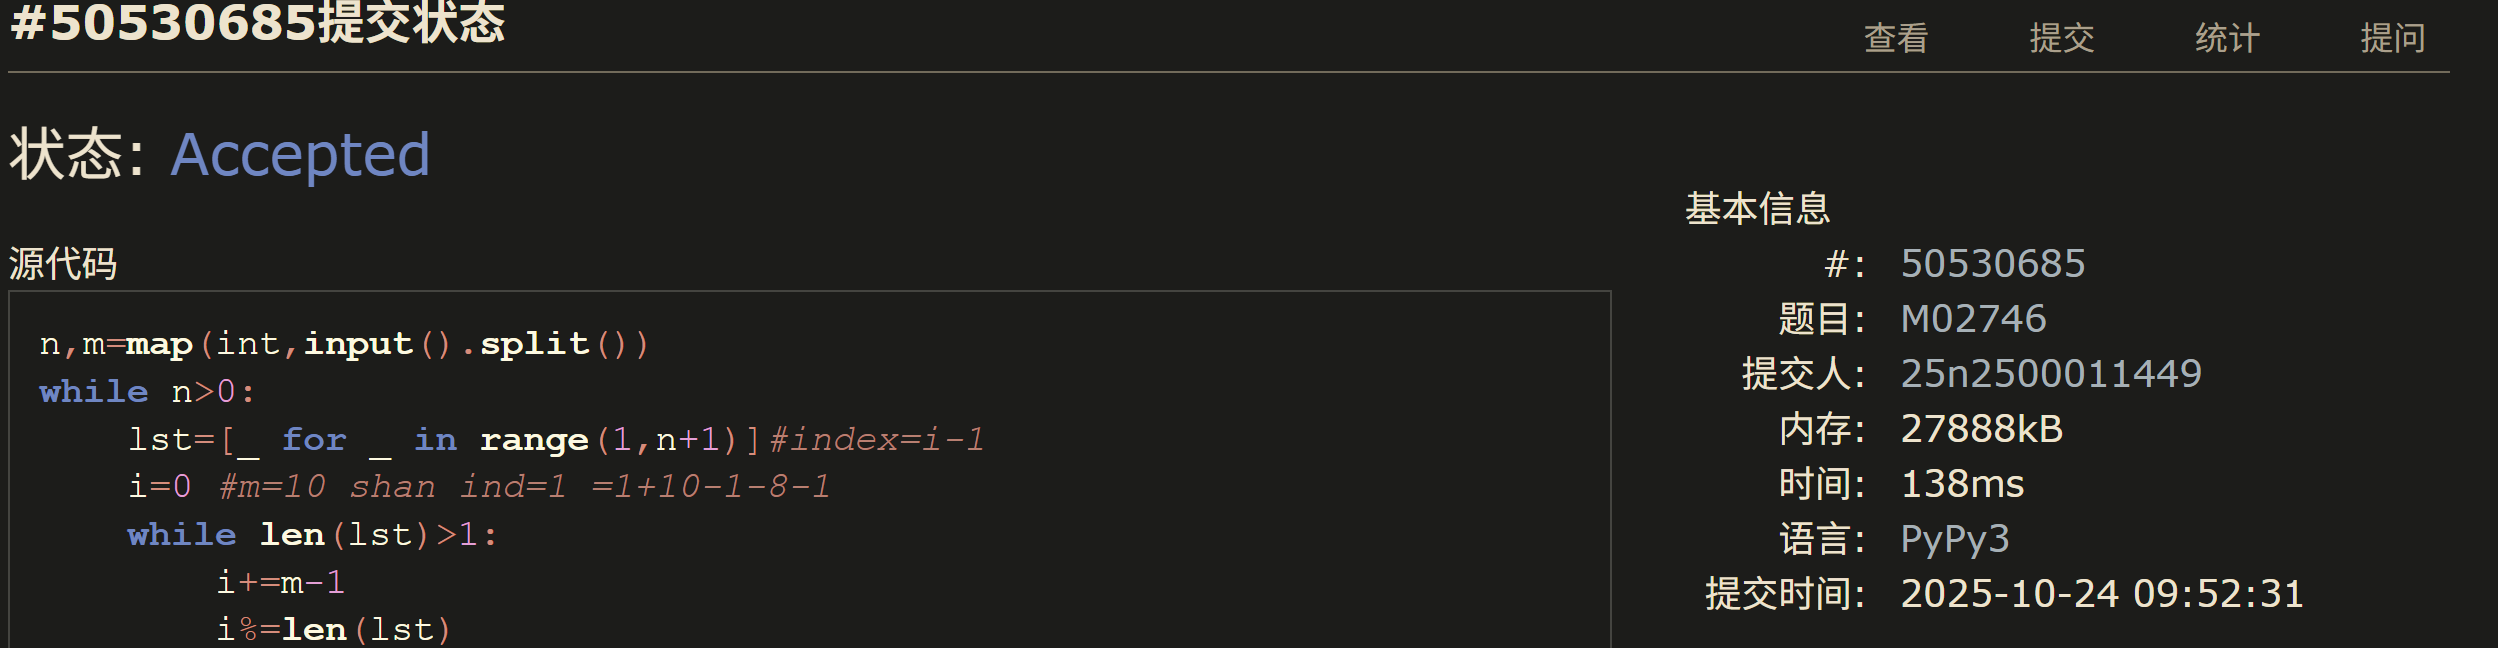 #50530685提交状态
查看 提交 统计 提问
状态: Accepted
源代码
n,m=map(int,input().split())
while n>0:
    lst=[_ for _ in range(1,n+1)]#index=i-1
    i=0 #m=10 shan ind=1 =1+10-1-8-1
    while len(lst)>1:
        i+=m-1
        i%=len(lst)
基本信息
#: 50530685
题目: M02746
提交人: 25n2500011449
内存: 27888kB
时间: 138ms
语言: PyPy3
提交时间: 2025-10-24 09:52:31